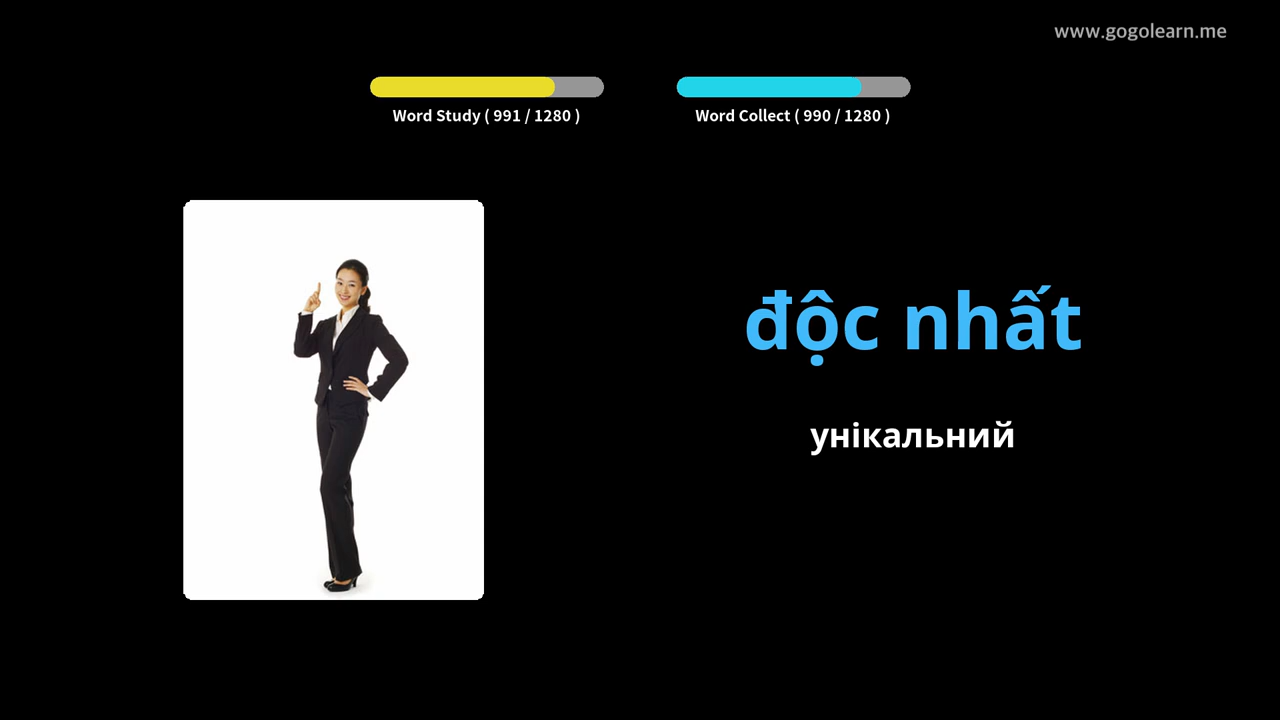 www.gogolearn.me
Word Study ( 991 / 1280 )
Word Collect ( 990 / 1280 )
độc nhất
унікальний